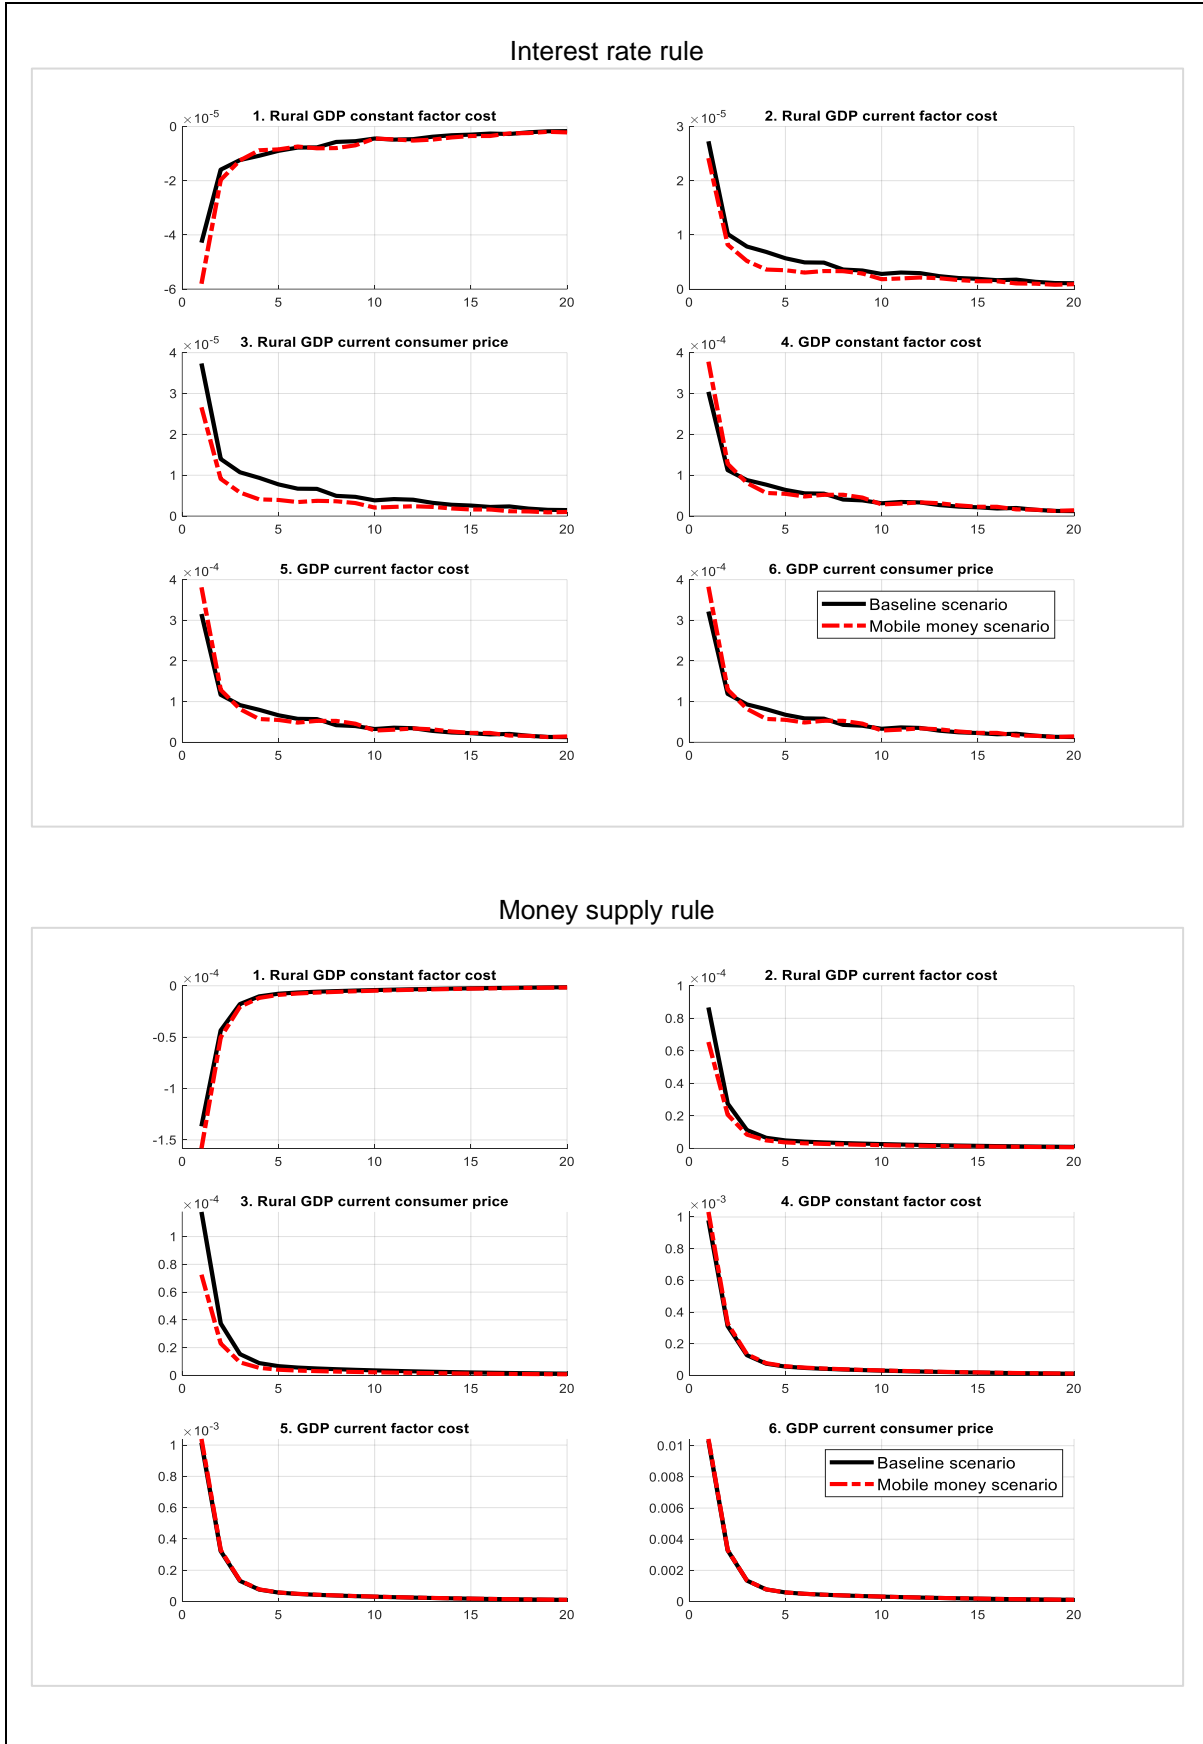 Interest rate rule
1. Rural GDP constant factor cost
×10-5
0
-2
-4
-6
0 5 10 15 20
2. Rural GDP current factor cost
×10-5
3
2
1
0
0 5 10 15 20
3. Rural GDP current consumer price
×10-5
4
3
2
1
0
0 5 10 15 20
4. GDP constant factor cost
×10-4
4
3
2
1
0
0 5 10 15 20
5. GDP current factor cost
×10-4
4
3
2
1
0
0 5 10 15 20
6. GDP current consumer price
×10-4
4
3
2
1
0
0 5 10 15 20
Baseline scenario
Mobile money scenario
Money supply rule
1. Rural GDP constant factor cost
×10-4
0
-0.5
-1
-1.5
0 5 10 15 20
2. Rural GDP current factor cost
×10-4
1
0.8
0.6
0.4
0.2
0
0 5 10 15 20
3. Rural GDP current consumer price
×10-4
1
0.8
0.6
0.4
0.2
0
0 5 10 15 20
4. GDP constant factor cost
×10-3
1
0.8
0.6
0.4
0.2
0
0 5 10 15 20
5. GDP current factor cost
×10-3
1
0.8
0.6
0.4
0.2
0
0 5 10 15 20
6. GDP current consumer price
0.01
0.008
0.006
0.004
0.002
0
0 5 10 15 20
Baseline scenario
Mobile money scenario